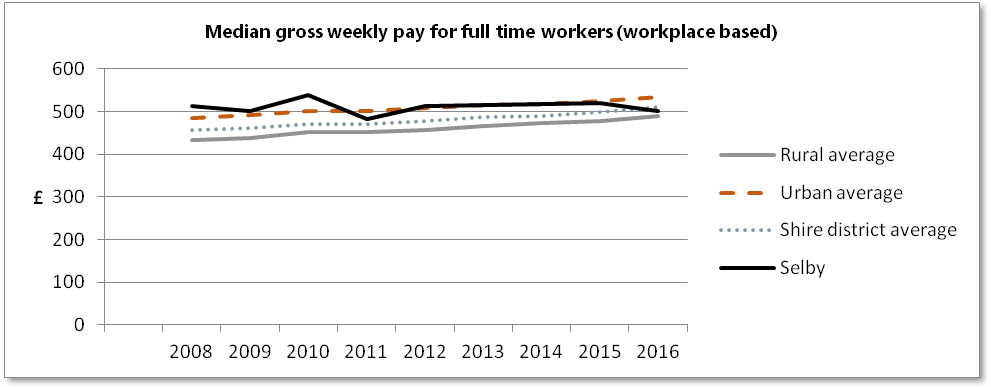 Median gross weekly pay for full time workers (workplace based)
600
500
400
300
200
100
0
£
2008 2009 2010 2011 2012 2013 2014 2015 2016
Rural average
Urban average
Shire district average
Selby